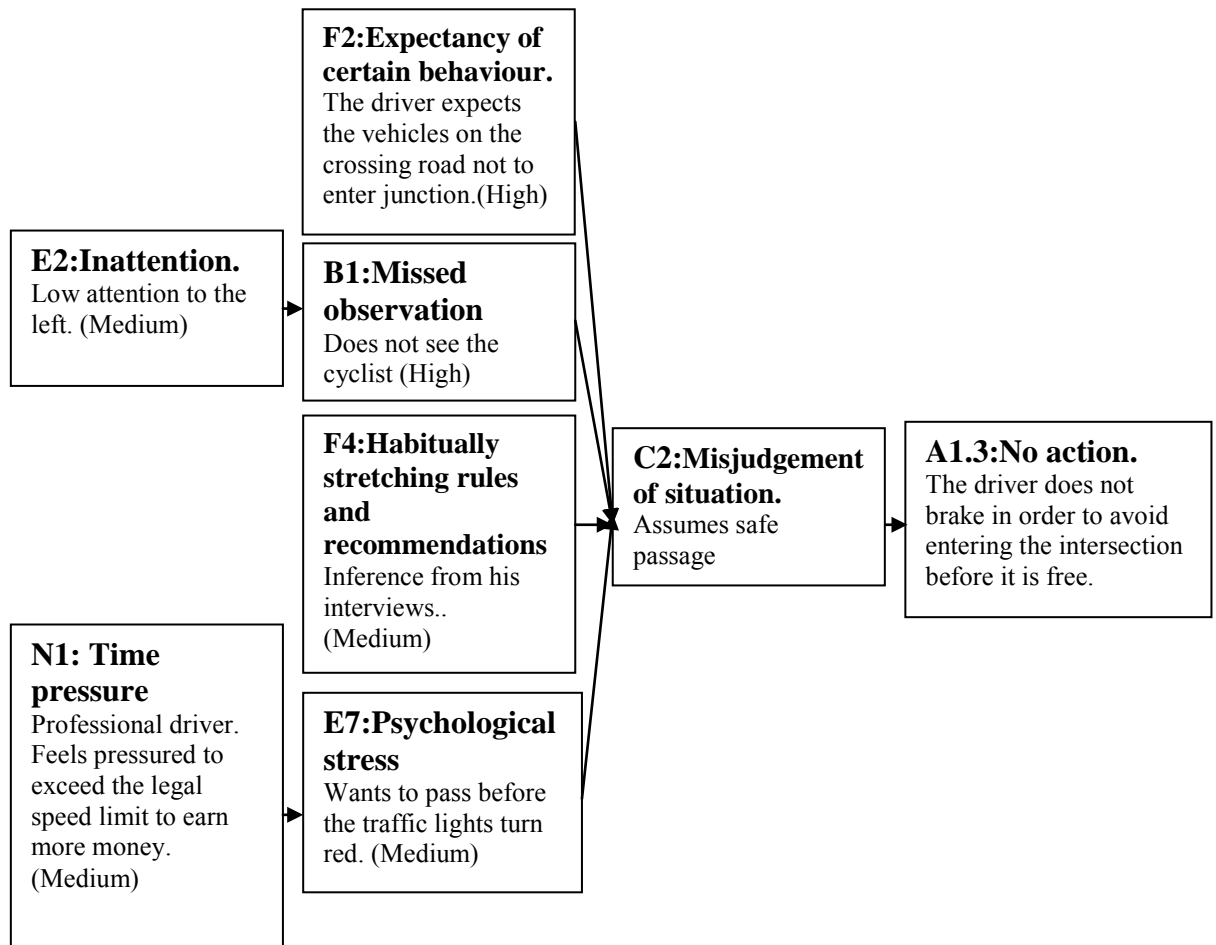 F2:Expectancy of
certain behaviour.
The driver expects
the vehicles on the
crossing road not to
enter junction.(High)
E2:Inattention.
Low attention to the
left. (Medium)
B1:Missed
observation
Does not see the
cyclist (High)
F4:Habitually
stretching rules
and
recommendations
Inference from his
interviews..
(Medium)
C2:Misjudgement
of situation.
Assumes safe
passage
A1.3:No action.
The driver does not
brake in order to avoid
entering the intersection
before it is free.
N1: Time
pressure
Professional driver.
Feels pressured to
exceed the legal
speed limit to earn
more money.
(Medium)
E7:Psychological
stress
Wants to pass before
the traffic lights turn
red. (Medium)